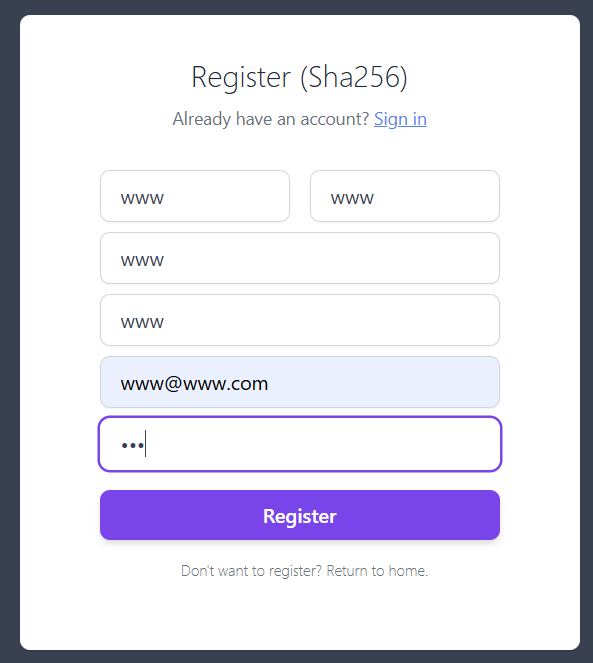 Register (Sha256)
Already have an account? Sign in
www www
www
www
www@www.com
•••
Register
Don't want to register? Return to home.